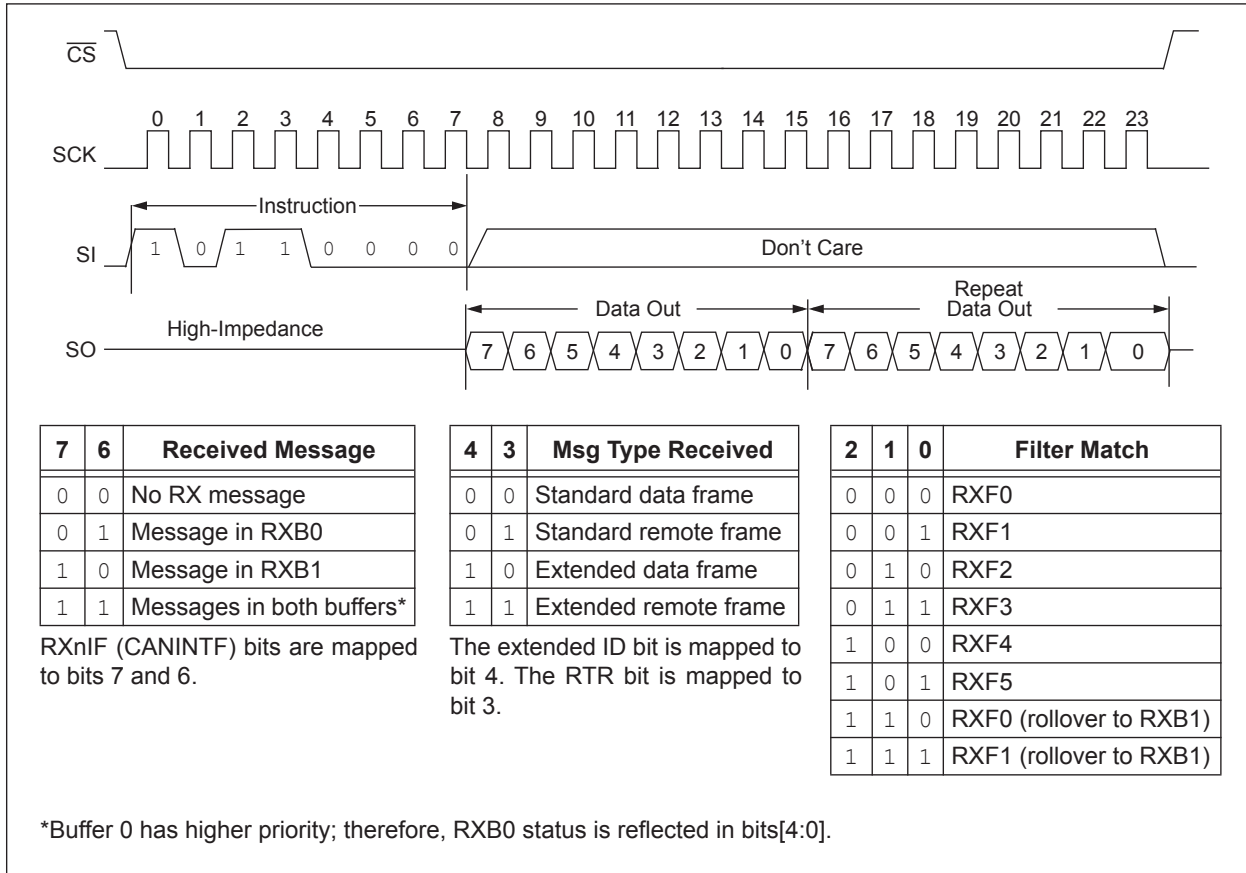 CS
0 1 2 3 4 5 6 7 8 9 10 11 12 13 14 15 16 17 18 19 20 21 22 23
SCK
Instruction
SI 1 0 1 1 0 0 0 0 Don't Care
Data Out
Repeat
Data Out
High-Impedance
SO 7 6 5 4 3 2 1 0 7 6 5 4 3 2 1 0
7 6 Received Message
0 0 No RX message
0 1 Message in RXB0
1 0 Message in RXB1
1 1 Messages in both buffers*
RXnIF (CANINTF) bits are mapped
to bits 7 and 6.
4 3 Msg Type Received
0 0 Standard data frame
0 1 Standard remote frame
1 0 Extended data frame
1 1 Extended remote frame
The extended ID bit is mapped to
bit 4. The RTR bit is mapped to
bit 3.
2 1 0 Filter Match
0 0 0 RXF0
0 0 1 RXF1
0 1 0 RXF2
0 1 1 RXF3
1 0 0 RXF4
1 0 1 RXF5
1 1 0 RXF0 (rollover to RXB1)
1 1 1 RXF1 (rollover to RXB1)
*Buffer 0 has higher priority; therefore, RXB0 status is reflected in bits[4:0].